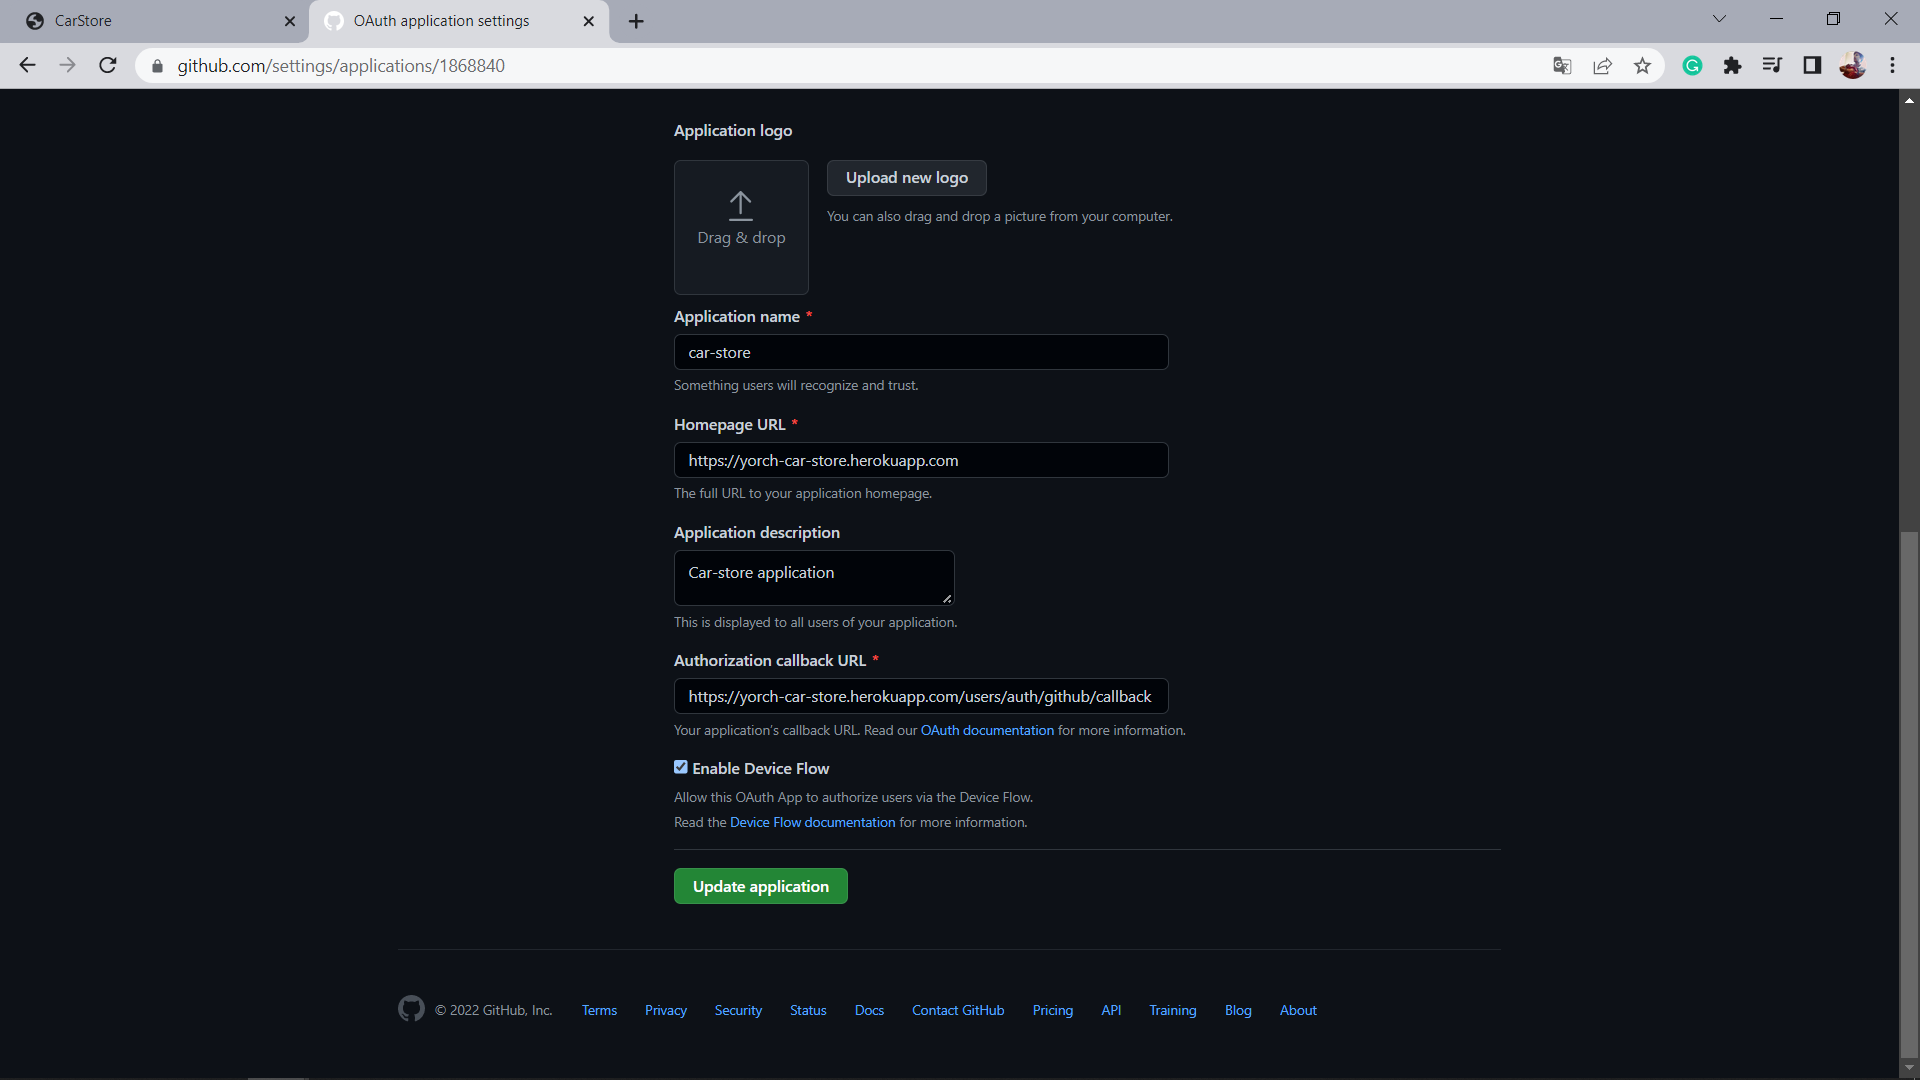 CarStore
OAuth application settings
github.com/settings/applications/1868840
Application logo
Drag & drop
Upload new logo
You can also drag and drop a picture from your computer.
Application name *
car-store
Something users will recognize and trust.
Homepage URL *
https://yorch-car-store.herokuapp.com
The full URL to your application homepage.
Application description
Car-store application
This is displayed to all users of your application.
Authorization callback URL *
https://yorch-car-store.herokuapp.com/users/auth/github/callback
Your application's callback URL. Read our OAuth documentation for more information.
Enable Device Flow
Allow this OAuth App to authorize users via the Device Flow.
Read the Device Flow documentation for more information.
Update application
© 2022 GitHub, Inc. Terms Privacy Security Status Docs Contact GitHub Pricing API Training Blog About